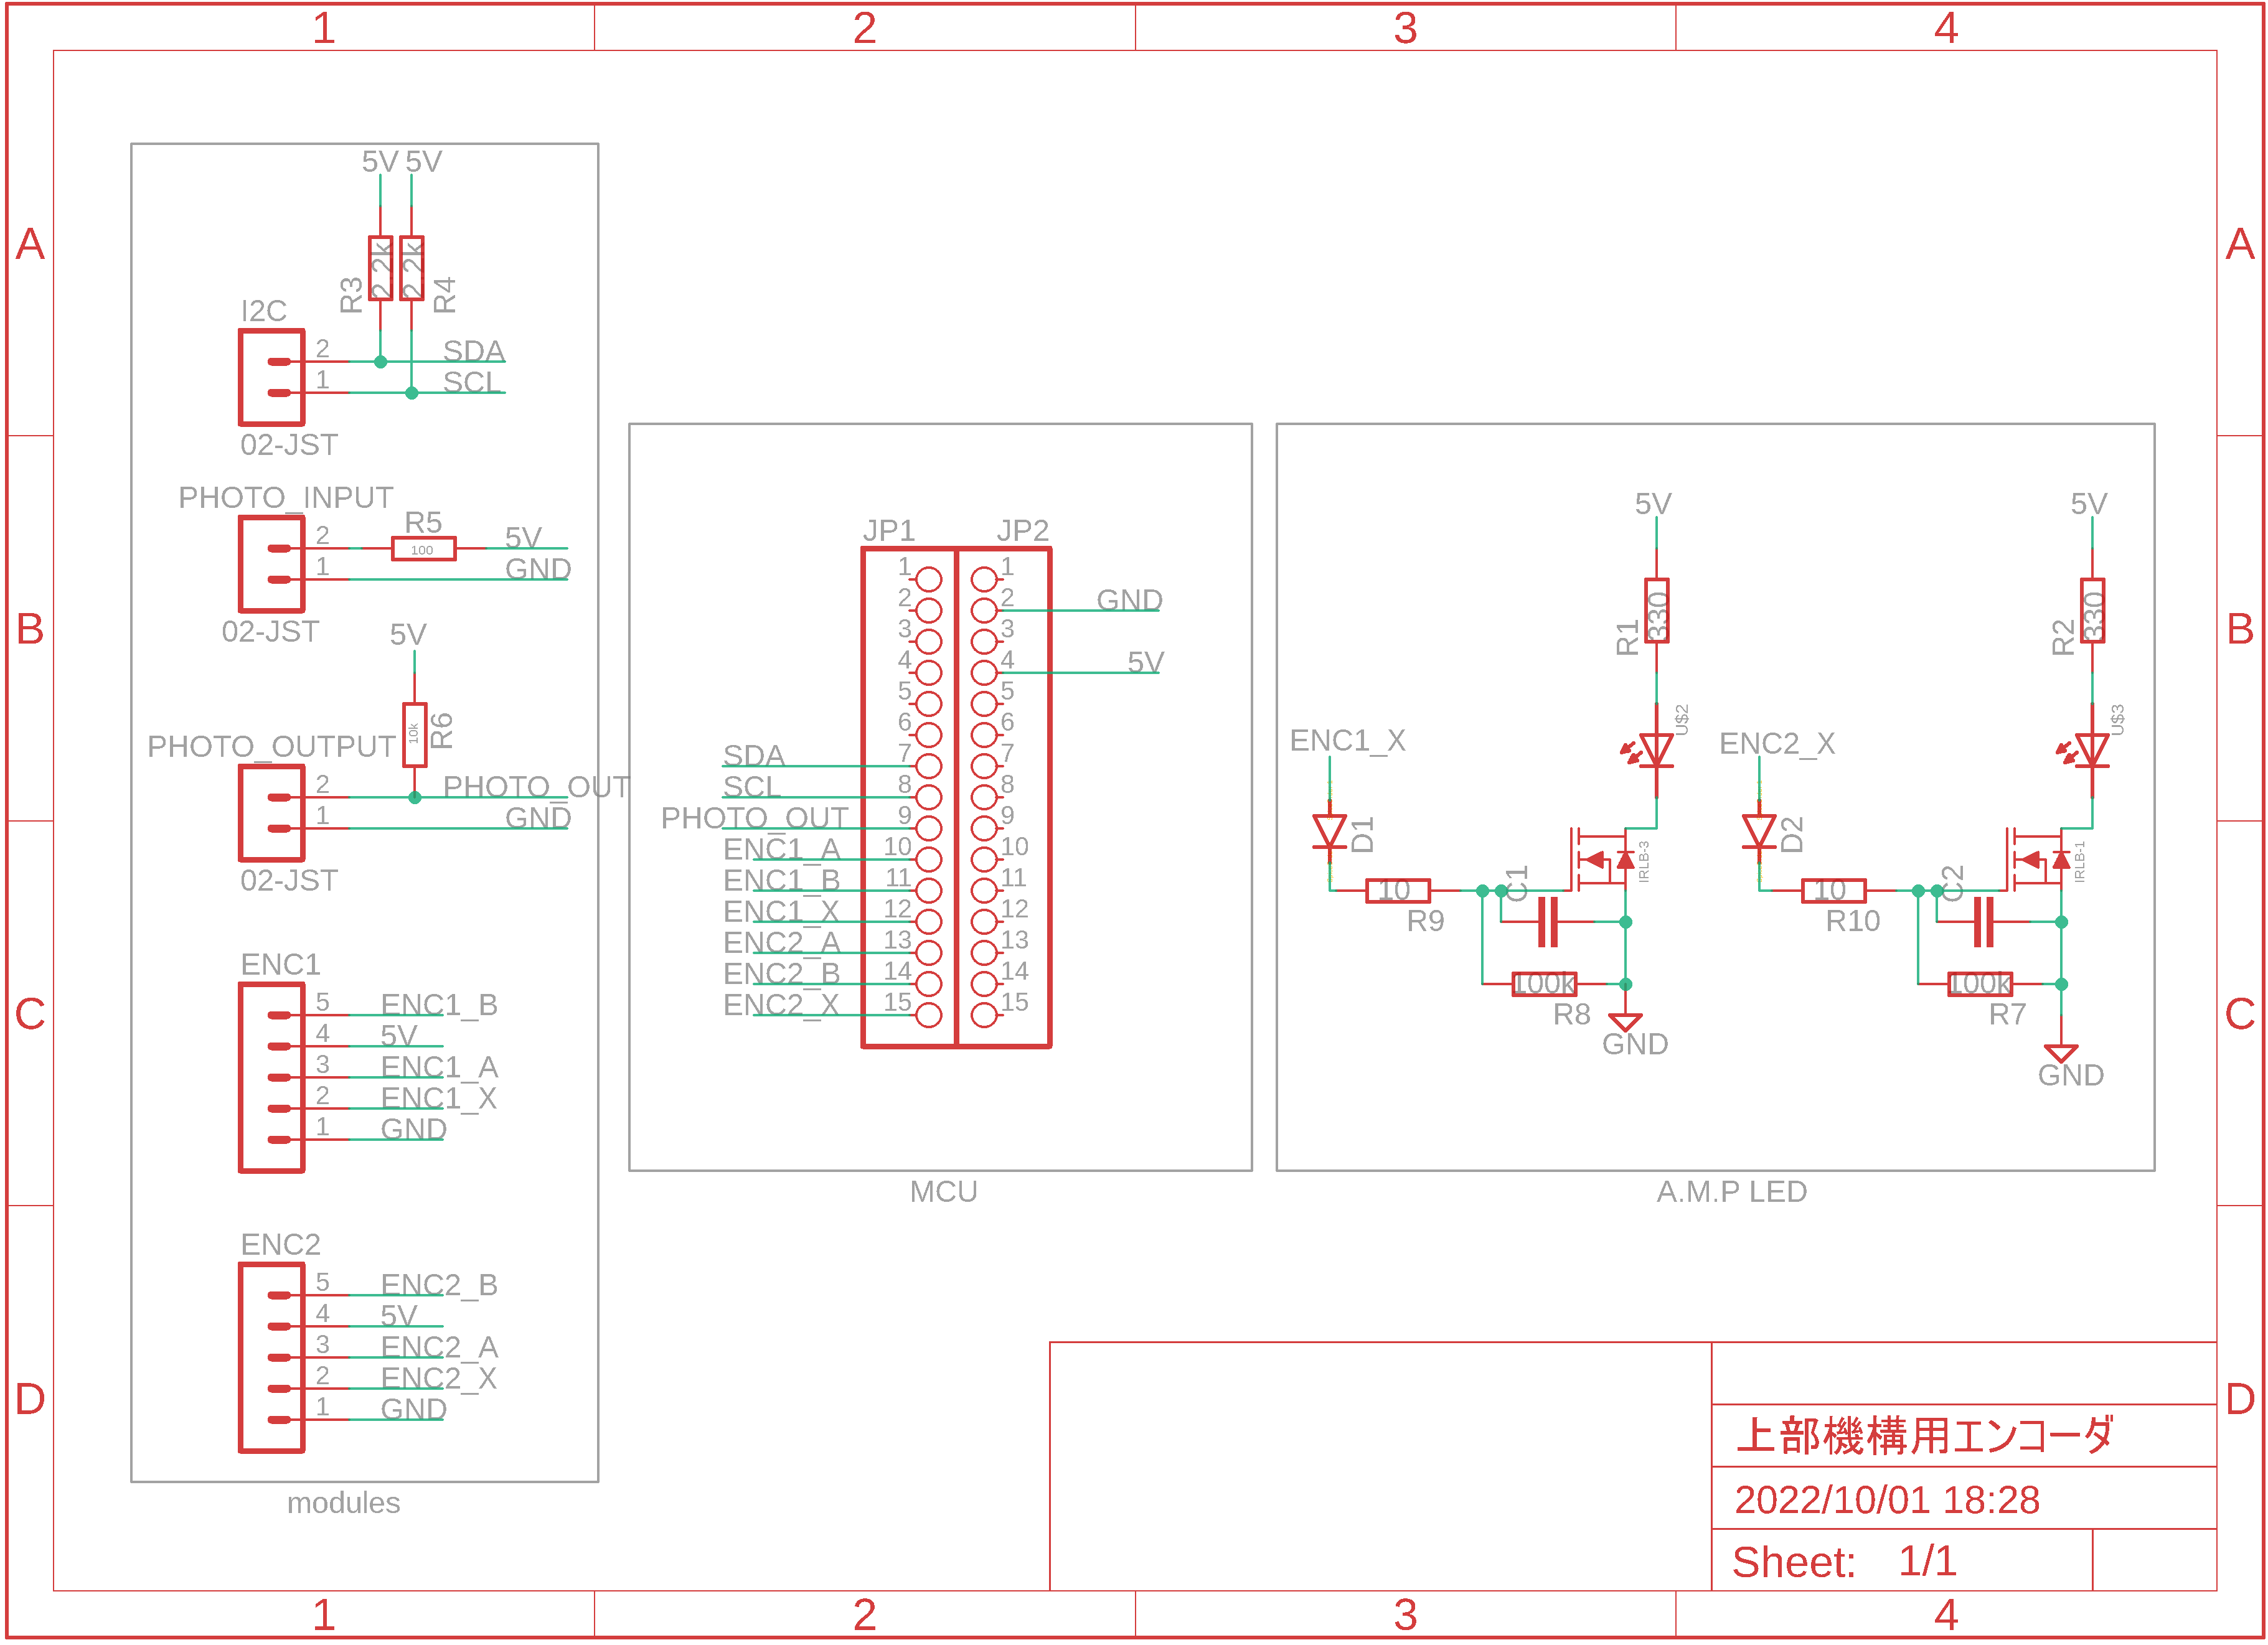 1 2 3 4
A A
B B
C C
D D
5V 5V
2.2k 2.2k
R3 R4
I2C
2 SDA
1 SCL
02-JST
PHOTO_INPUT
R5
2 100 5V
1 GND
02-JST
5V
10k R6
PHOTO_OUTPUT
2 PHOTO_OUT
1 GND
02-JST
ENC1
5 ENC1_B
4 5V
3 ENC1_A
2 ENC1_X
1 GND
ENC2
5 ENC2_B
4 5V
3 ENC2_A
2 ENC2_X
1 GND
modules
JP1 JP2
1 1
2 2 GND
3 3
4 4 5V
5 5
6 6
SDA 7 7
SCL 8 8
PHOTO_OUT 9 9
ENC1_A 10 10
ENC1_B 11 11
ENC1_X 12 12
ENC2_A 13 13
ENC2_B 14 14
ENC2_X 15 15
MCU
5V
R1 330
U$2
ENC1_X
D1
IRLB-3
10 C1
R9
100k
R8
GND
5V
R2 330
U$3
ENC2_X
D2
IRLB-1
10 C2
R10
100k
R7
GND
A.M.P LED
上部機構用エンコーダ
2022/10/01 18:28
Sheet: 1/1
1 2 3 4